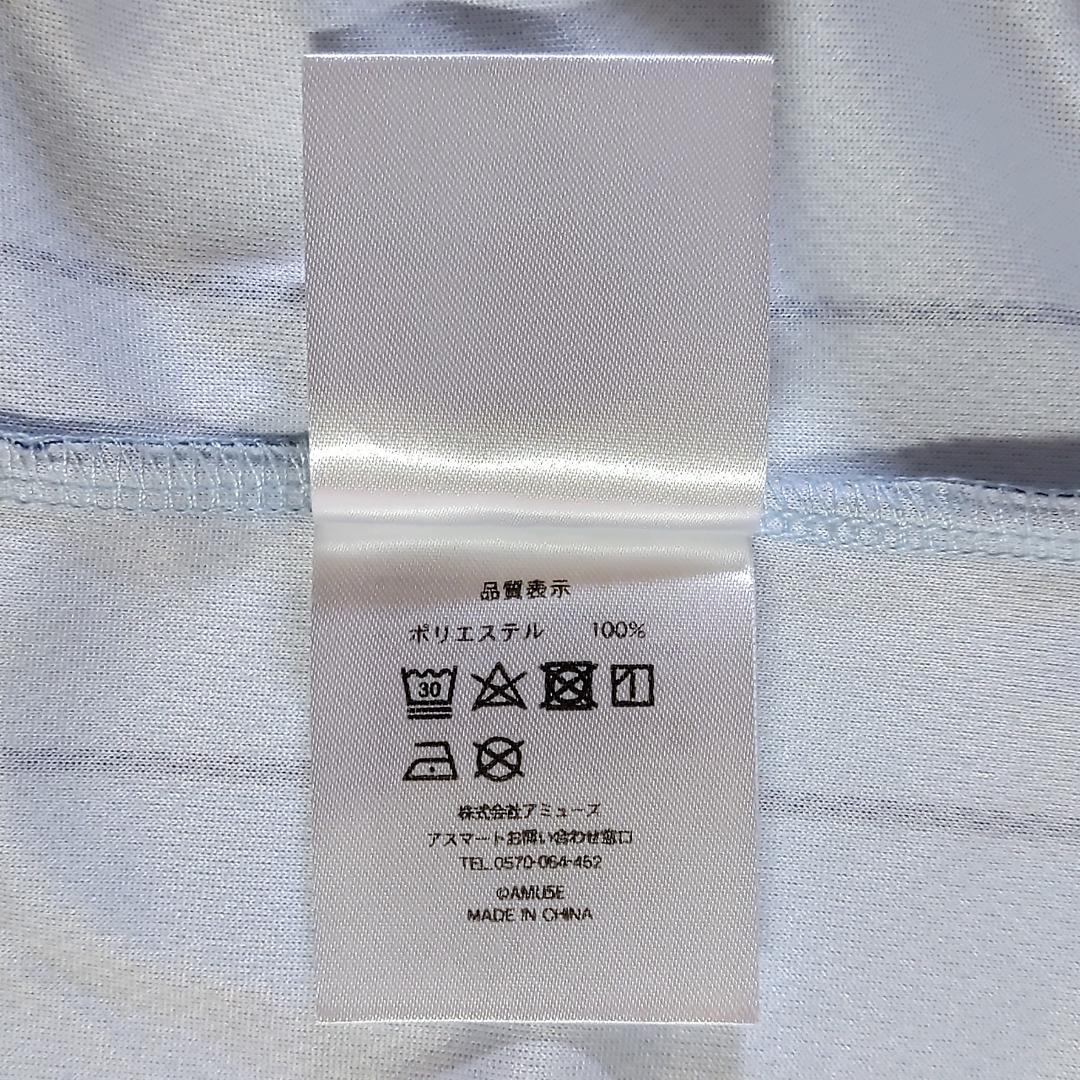 品質表示
ポリエステル 100%
30
株式会社アミューズ
アスマートお問い合わせ窓口
TEL.0570-064-452
©AMUSE
MADE IN CHINA